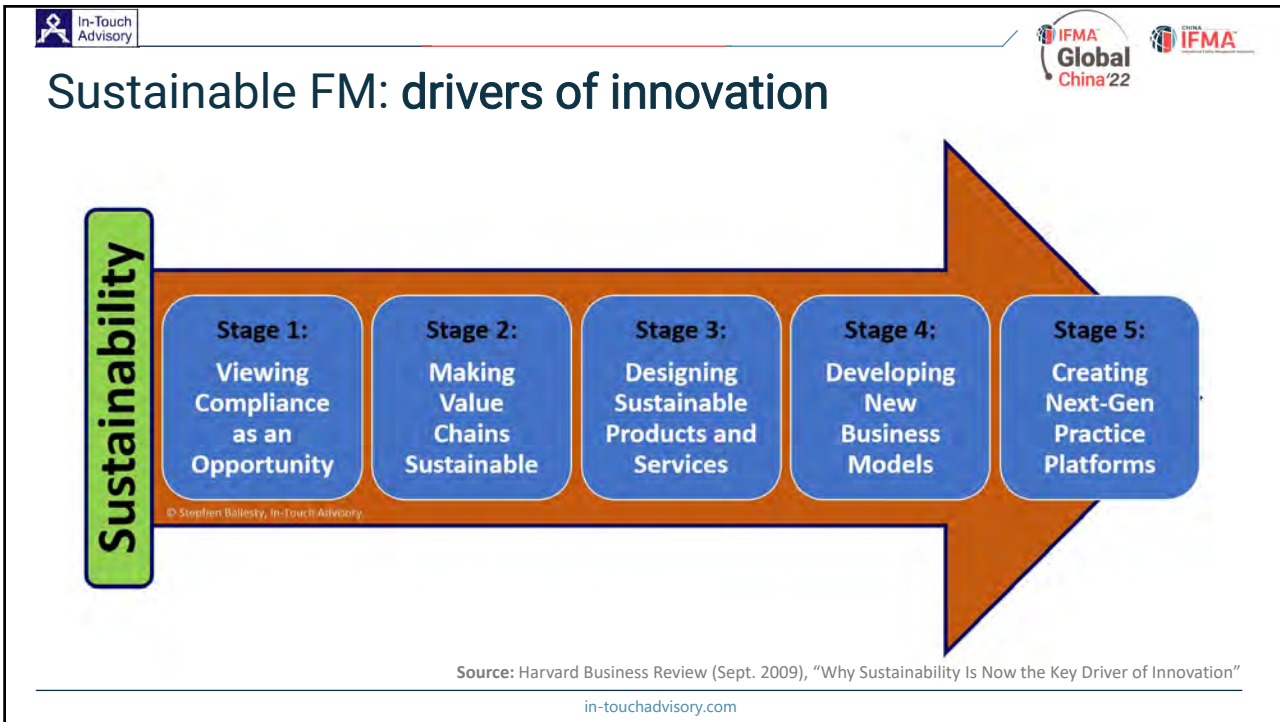 In-Touch
Advisory
IFMA
Global
China'22
CHINA
IFMA
Sustainable FM: drivers of innovation
Sustainability
Stage 1:
Viewing
Compliance
as an
Opportunity
Stage 2:
Making
Value
Chains
Sustainable
Stage 3:
Designing
Sustainable
Products and
Services
Stage 4:
Developing
New
Business
Models
Stage 5:
Creating
Next-Gen
Practice
Platforms
© Stephen Ballesty, In-Touch Advisory
Source: Harvard Business Review (Sept. 2009), “Why Sustainability Is Now the Key Driver of Innovation”
in-touchadvisory.com